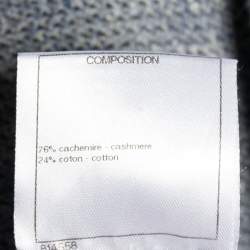 COMPOSITION
76% cachemire - cashmere
24% coton - cotton